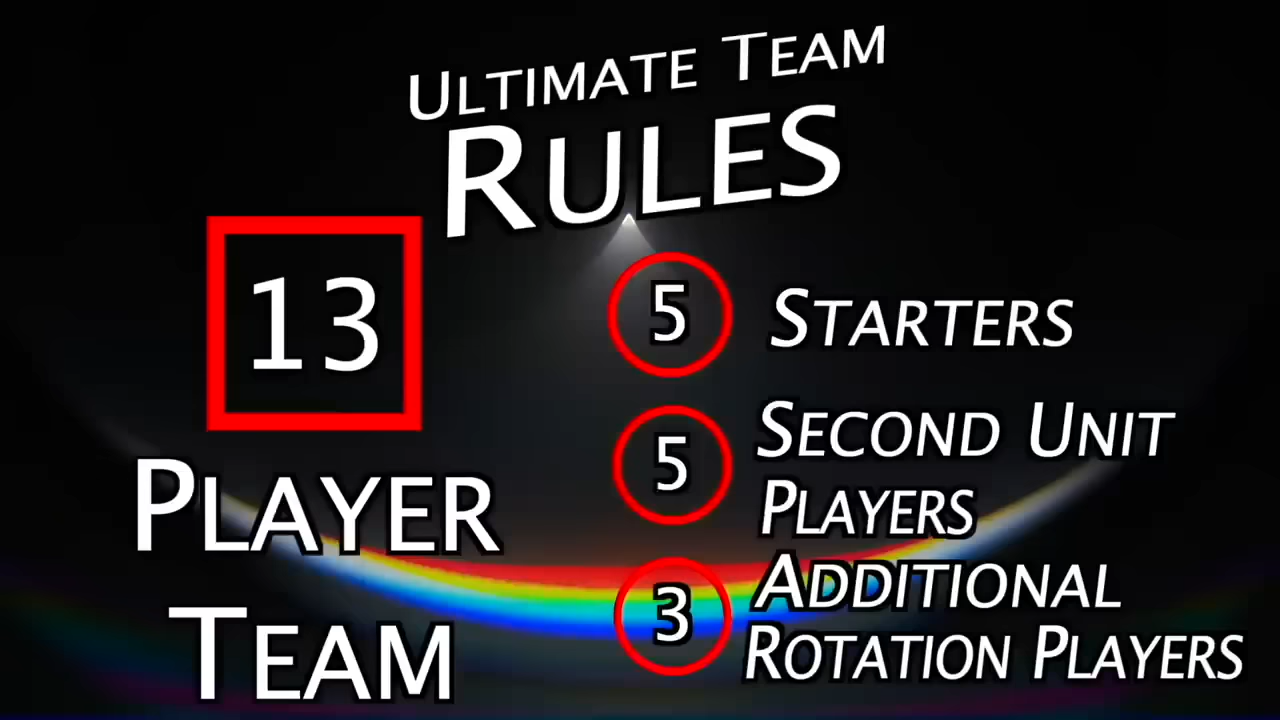 ULTIMATE TEAM
RULES
13
PLAYER
TEAM
5 STARTERS
5 SECOND UNIT
PLAYERS
3 ADDITIONAL
ROTATION PLAYERS